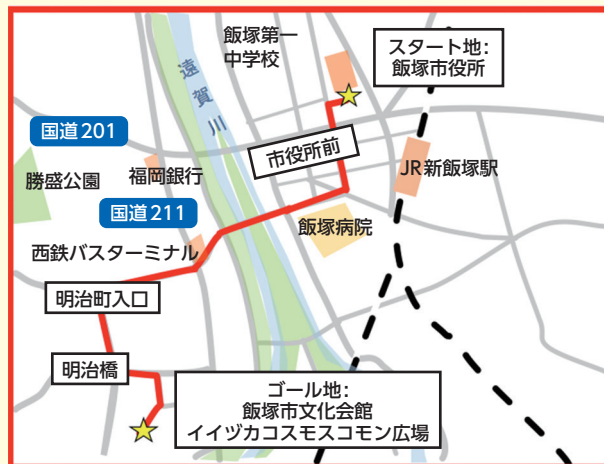 飯塚第一
中学校
スタート地：
飯塚市役所
遠賀川
国道201
市役所前
JR新飯塚駅
勝盛公園
福岡銀行
国道211
飯塚病院
西鉄バスターミナル
明治町入口
明治橋
ゴール地：
飯塚市文化会館
イイヅカコスモスコモン広場